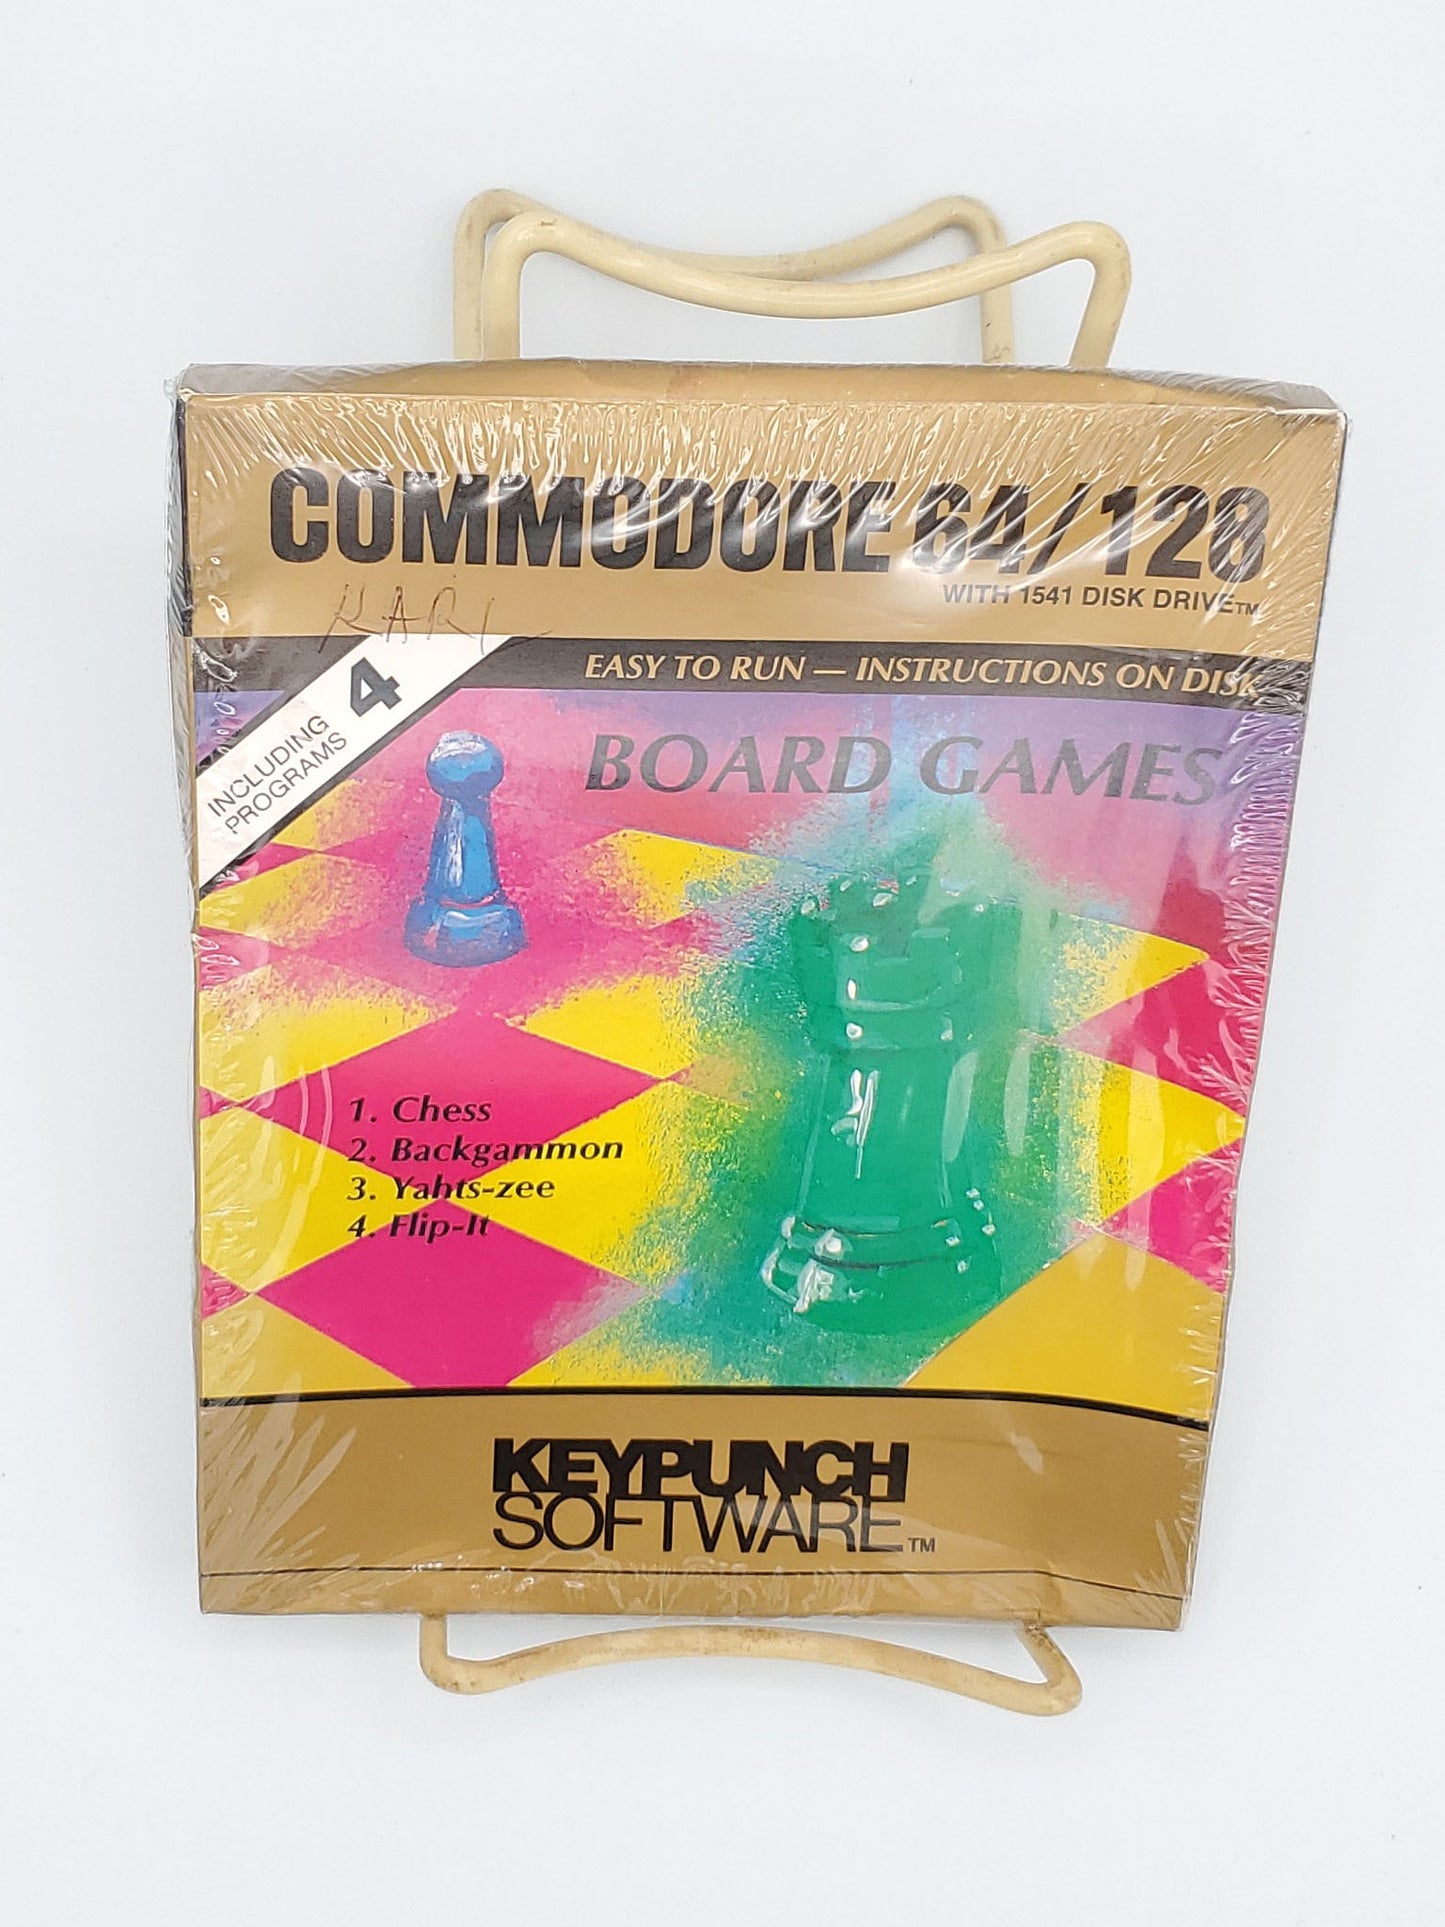 COMMODORE 64/128
WITH 1541 DISK DRIVE™
KARL
EASY TO RUN — INSTRUCTIONS ON DISK
INCLUDING 4
PROGRAMS
BOARD GAMES
1. Chess
2. Backgammon
3. Yahts-zee
4. Flip-It
KEYPUNCH
SOFTWARE™